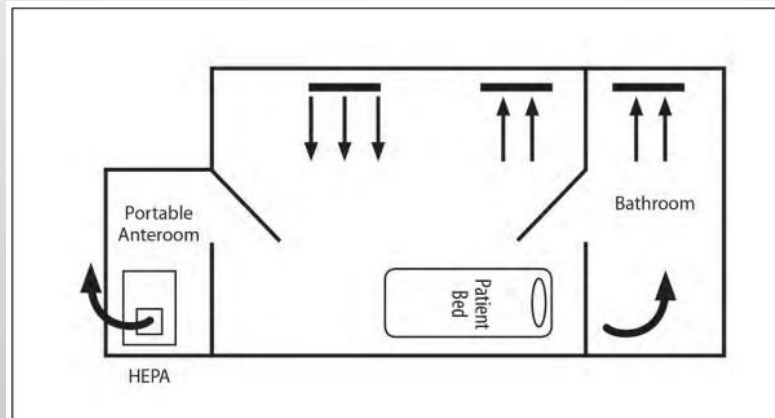 Portable
Anteroom
HEPA
Patient
Bed
Bathroom